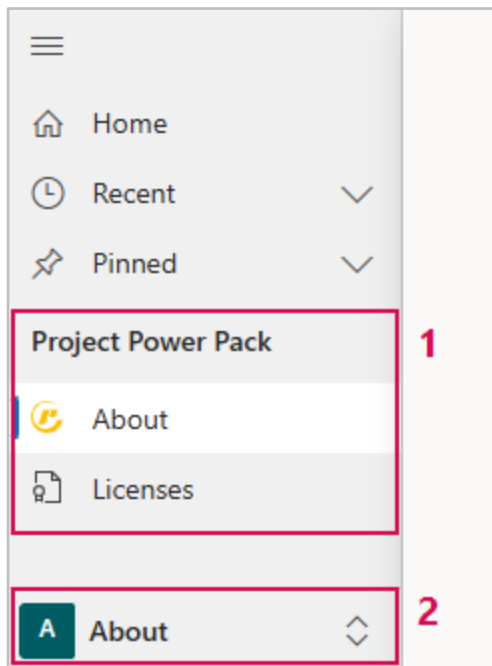 Home
Recent
Pinned
Project Power Pack
1
About
Licenses
A About
2